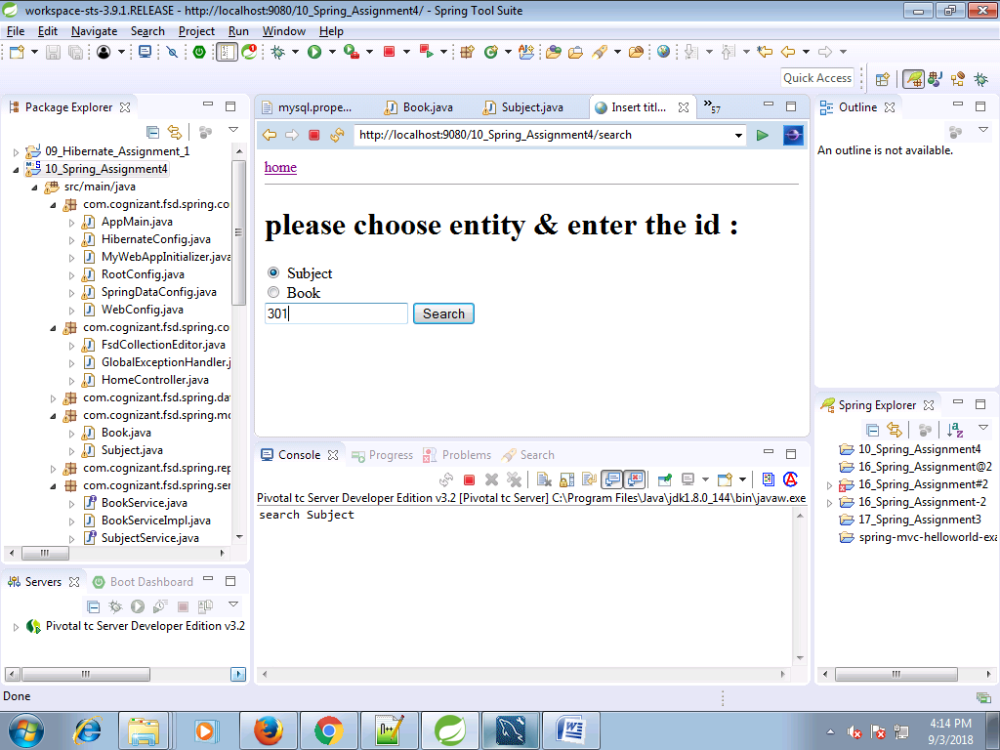 workspace-sts-3.9.1.RELEASE - http://localhost:9080/10_Spring_Assignment4/ - Spring Tool Suite
File Edit Navigate Search Project Run Window Help
Quick Access
Package Explorer
09_Hibernate_Assignment_1
10_Spring_Assignment4
src/main/java
com.cognizant.fsd.spring.co
AppMain.java
HibernateConfig.java
MyWebAppInitializer.java
RootConfig.java
SpringDataConfig.java
WebConfig.java
com.cognizant.fsd.spring.co
FsdCollectionEditor.java
GlobalExceptionHandler.j
HomeController.java
com.cognizant.fsd.spring.da
com.cognizant.fsd.spring.mo
Book.java
Subject.java
com.cognizant.fsd.spring.rep
com.cognizant.fsd.spring.ser
BookService.java
BookServiceImpl.java
SubjectService.java
Servers Boot Dashboard
Pivotal tc Server Developer Edition v3.2
mysql.prope... Book.java Subject.java Insert titl... »57
http://localhost:9080/10_Spring_Assignment4/search
home
please choose entity & enter the id :
Subject
Book
301 Search
Console Progress Problems Search
Pivotal tc Server Developer Edition v3.2 [Pivotal tc Server] C:\Program Files\Java\jdk1.8.0_144\bin\javaw.exe
search Subject
Outline
An outline is not available.
Spring Explorer
10_Spring_Assignment4
16_Spring_Assignment@2
16_Spring_Assignment#2
16_Spring_Assignment-2
17_Spring_Assignment3
spring-mvc-helloworld-exa
Done
4:14 PM
9/3/2018